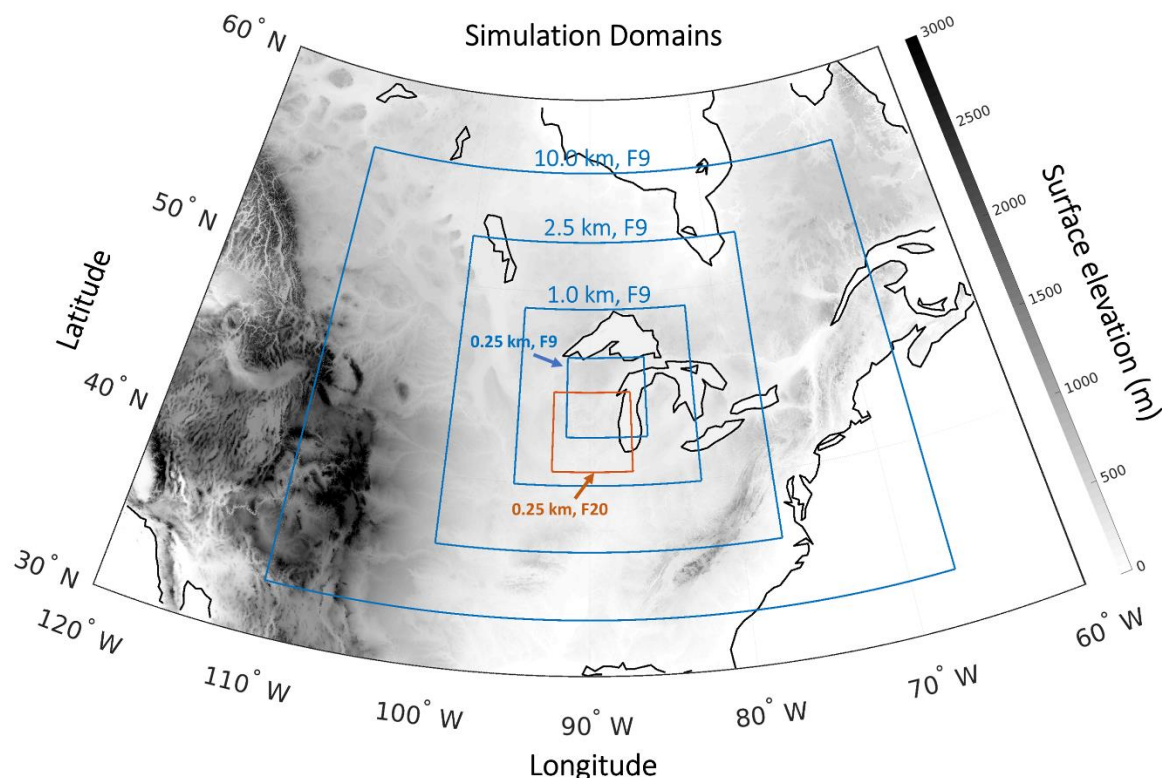 Simulation Domains
60° N
50° N
40° N
30° N
Latitude
10.0 km, F9
2.5 km, F9
1.0 km, F9
0.25 km, F9
0.25 km, F20
120° W
110° W
100° W
90° W
80° W
70° W
60° W
Longitude
3000
2500
2000
1500
1000
500
0
Surface elevation (m)